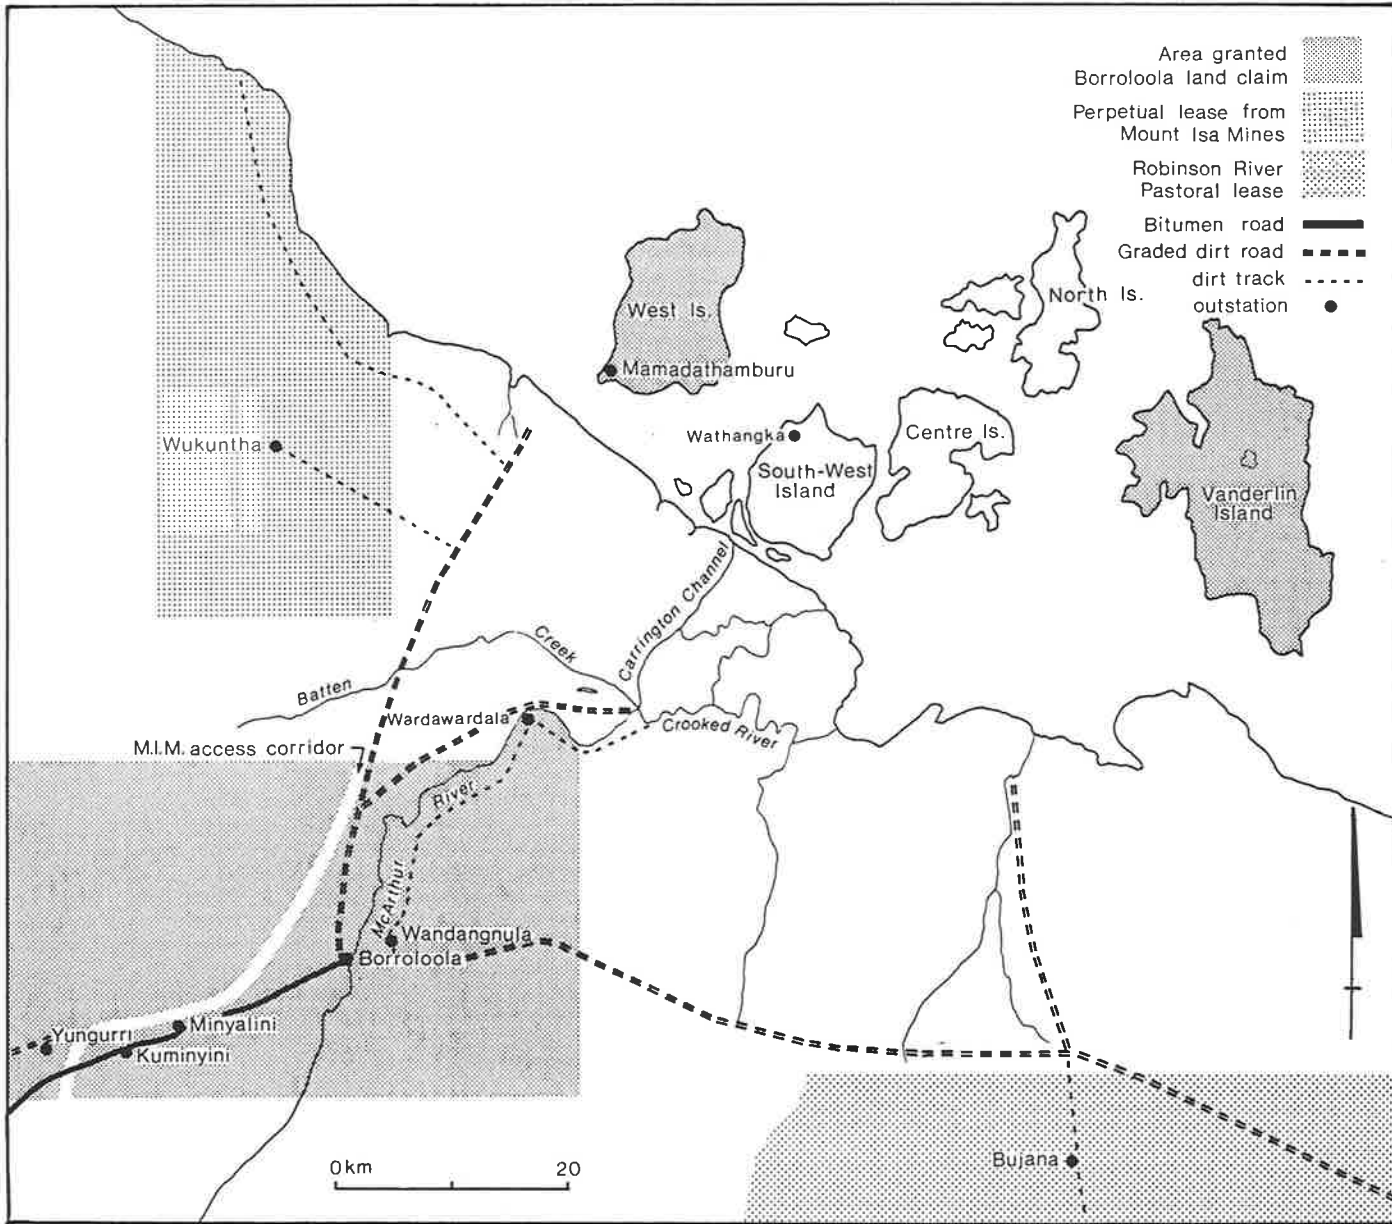 Area granted
Borroloola land claim
Perpetual lease from
Mount Isa Mines
Robinson River
Pastoral lease
Bitumen road
Graded dirt road
dirt track
outstation
North Is.
West Is.
Mamadathamburu
Wathangka
Centre Is.
South-West
Island
Vanderlin
Island
Wukuntha
Carrington Channel
Batten
Creek
Wardawardala
Crooked River
M.I.M. access corridor
McArthur
River
Wandangnula
Borroloola
Minyalini
Yungurri
Kuminyini
0 km
20
Bujana